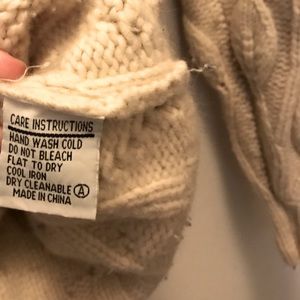 CARE INSTRUCTIONS
HAND WASH COLD
DO NOT BLEACH
FLAT TO DRY
COOL IRON
DRY CLEANABLE Ⓐ
MADE IN CHINA